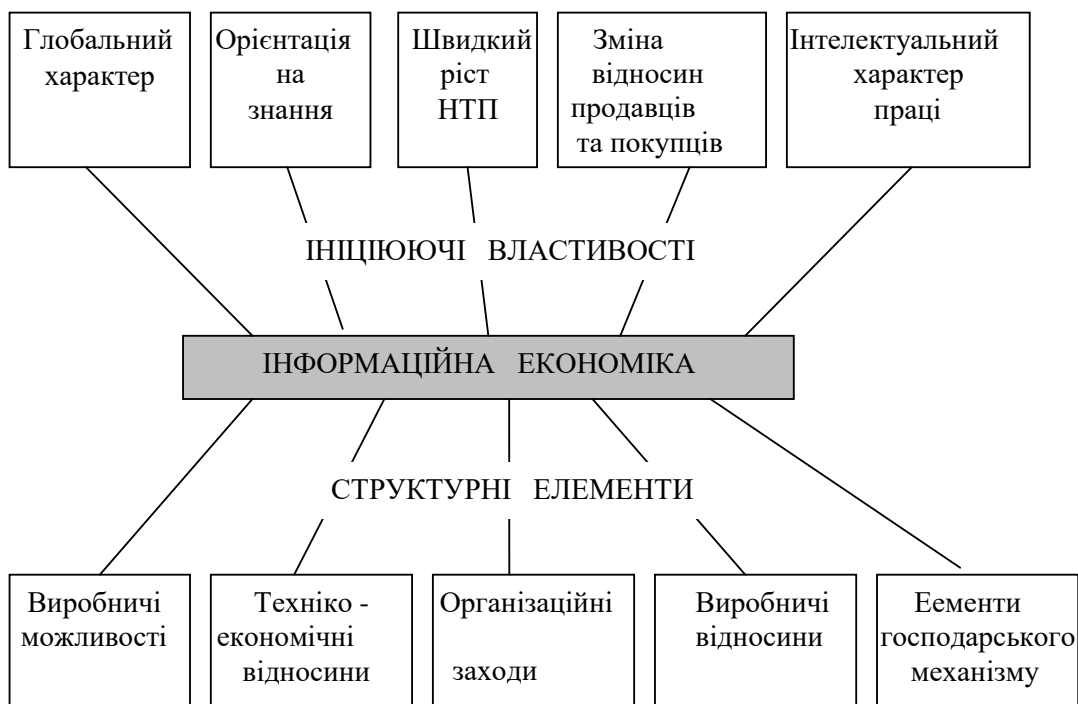 Глобальний
характер
Орієнтація
на
знання
Швидкий
ріст
НТП
Зміна
відносин
продавців
та покупців
Інтелектуальний
характер
праці
ІНІЦІЮЮЧІ ВЛАСТИВОСТІ
ІНФОРМАЦІЙНА ЕКОНОМІКА
СТРУКТУРНІ ЕЛЕМЕНТИ
Виробничі
можливості
Техніко -
економічні
відносини
Організаційні
заходи
Виробничі
відносини
Еементи
господарського
механізму